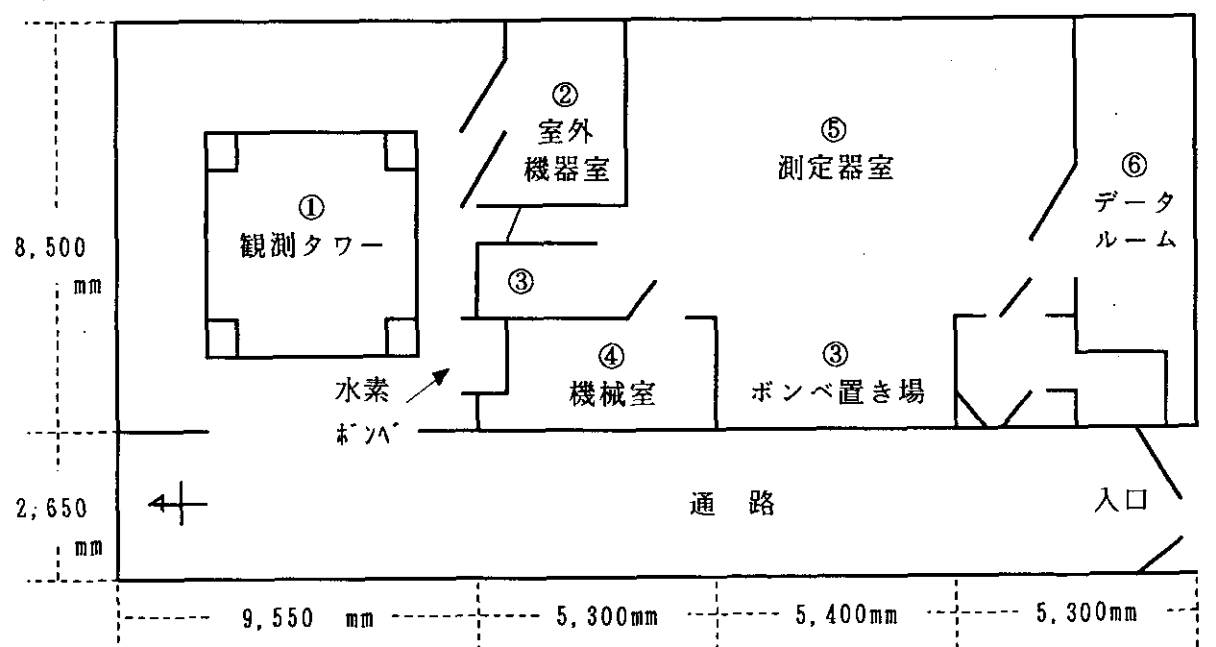 ②
室外
機器室
⑤
測定器室
⑥
データ
ルーム
①
観測タワー
8,500
mm
③
④
機械室
③
ボンベ置き場
水素
ボンベ
2,650
mm
通 路
入口
9,550 mm
5,300mm
5,400mm
5,300mm